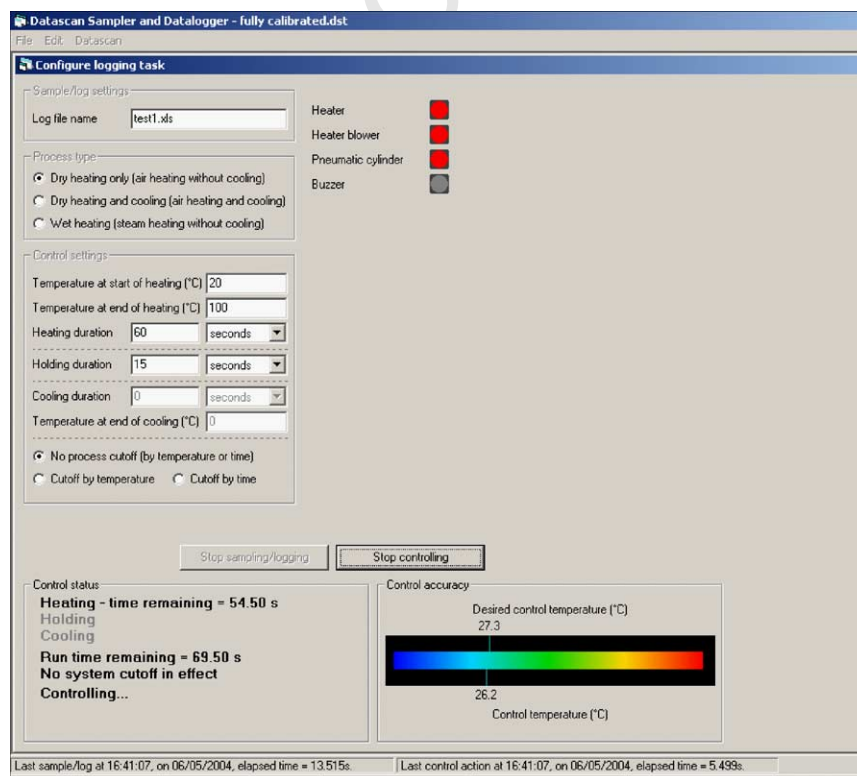 Datascan Sampler and Datalogger - fully calibrated.dst
File Edit Datascan
Configure logging task
Sample/log settings
Log file name test1.xls
Process type
Dry heating only (air heating without cooling)
Dry heating and cooling (air heating and cooling)
Wet heating (steam heating without cooling)
Heater
Heater blower
Pneumatic cylinder
Buzzer
Control settings
Temperature at start of heating (°C) 20
Temperature at end of heating (°C) 100
Heating duration 60 seconds
Holding duration 15 seconds
Cooling duration 0 seconds
Temperature at end of cooling (°C) 0
No process cutoff (by temperature or time)
Cutoff by temperature Cutoff by time
Stop sampling/logging Stop controlling
Control status
Heating - time remaining = 54.50 s
Holding
Cooling
Run time remaining = 69.50 s
No system cutoff in effect
Controlling...
Control accuracy
Desired control temperature (°C)
27.3
26.2
Control temperature (°C)
Last sample/log at 16:41:07, on 06/05/2004, elapsed time = 13.515s. Last control action at 16:41:07, on 06/05/2004, elapsed time = 5.499s.